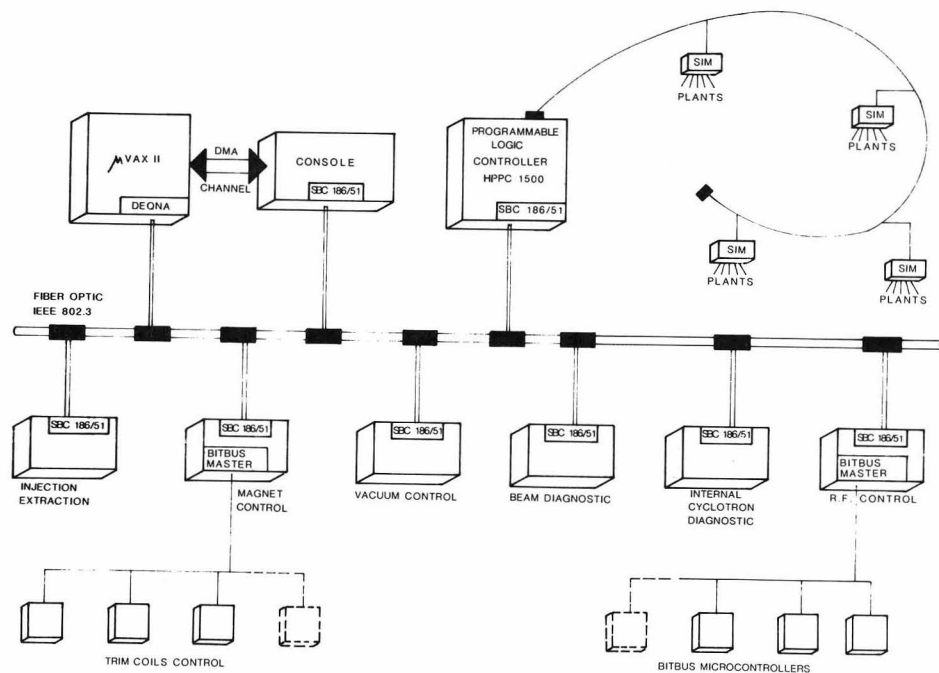 SIM
PLANTS
SIM
PLANTS
PROGRAMMABLE
LOGIC
CONTROLLER
HPPC 1500
SBC 186/51
μVAX II
DEQNA
DMA
CHANNEL
CONSOLE
SBC 186/51
SIM
PLANTS
SIM
PLANTS
FIBER OPTIC
IEEE 802.3
SBC 186/51
INJECTION
EXTRACTION
SBC 186/51
BITBUS
MASTER
MAGNET
CONTROL
SBC 186/51
VACUUM CONTROL
SBC 186/51
BEAM DIAGNOSTIC
SBC 186/51
INTERNAL
CYCLOTRON
DIAGNOSTIC
SBC 186/51
BITBUS
MASTER
R.F. CONTROL
TRIM COILS CONTROL
BITBUS MICROCONTROLLERS